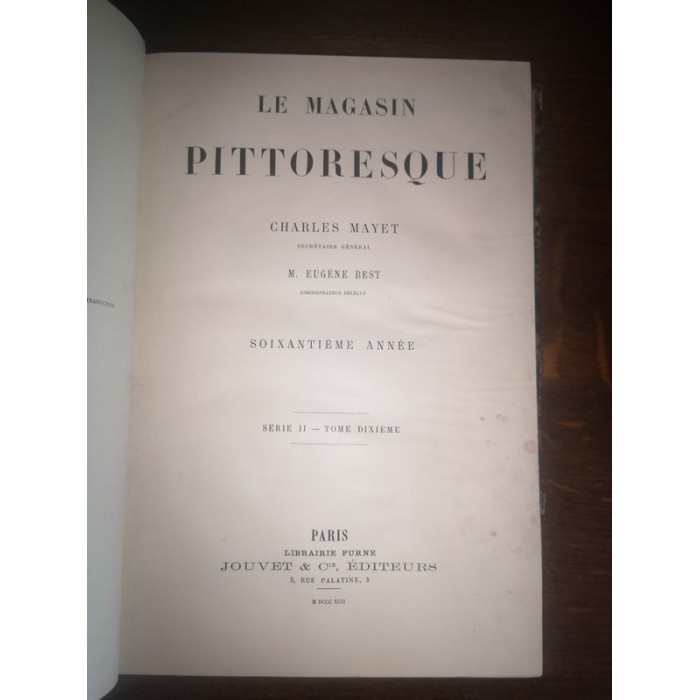 LE MAGASIN
PITTORESQUE
CHARLES MAYET
SECRÉTAIRE GÉNÉRAL
M. EUGÈNE BEST
ADMINISTRATEUR DÉLÉGUÉ
SOIXANTIÈME ANNÉE
SÉRIE II — TOME DIXIÈME
PARIS
LIBRAIRIE FURNE
JOUVET & Cie, ÉDITEURS
5, RUE PALATINE, 5